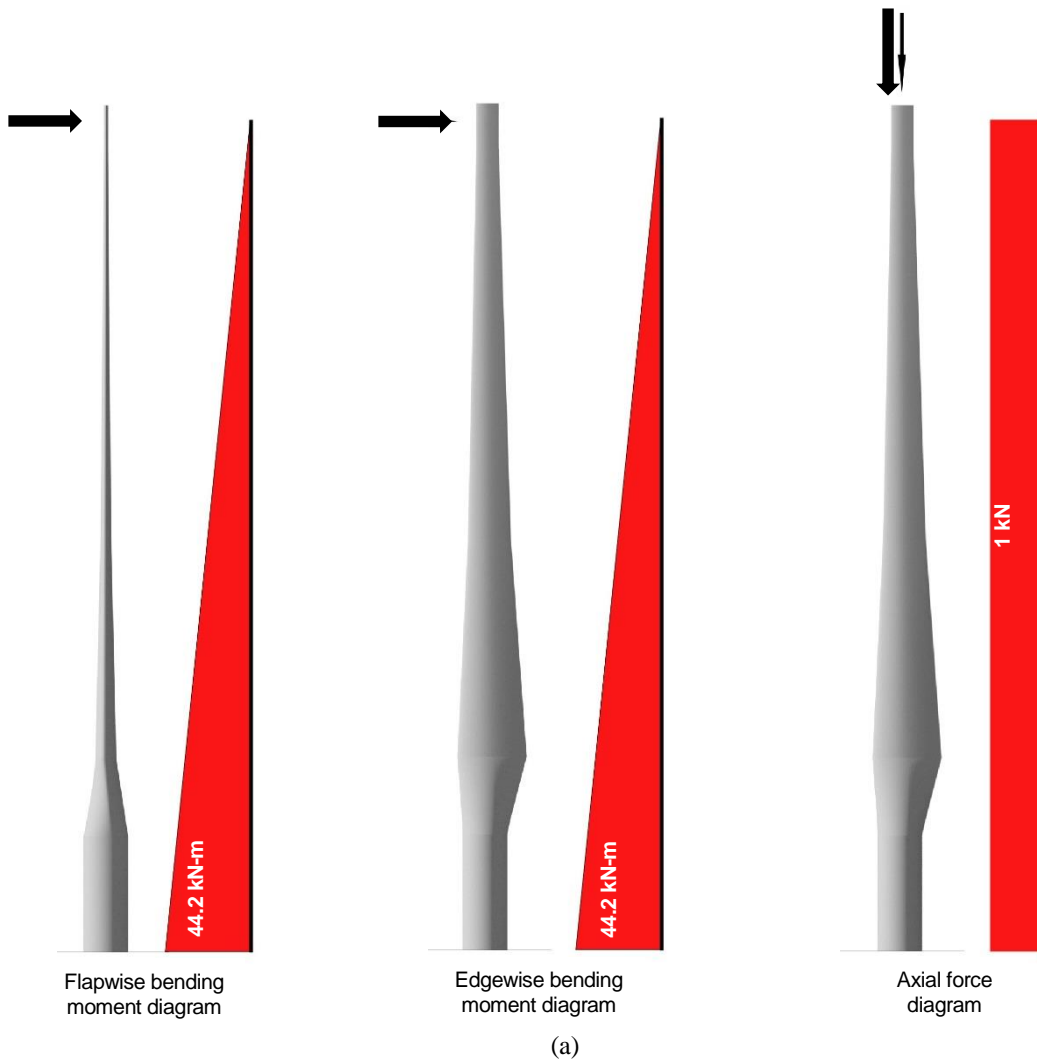 44.2 kN-m
44.2 kN-m
1 kN
Flapwise bending
moment diagram
Edgewise bending
moment diagram
Axial force
diagram
(a)